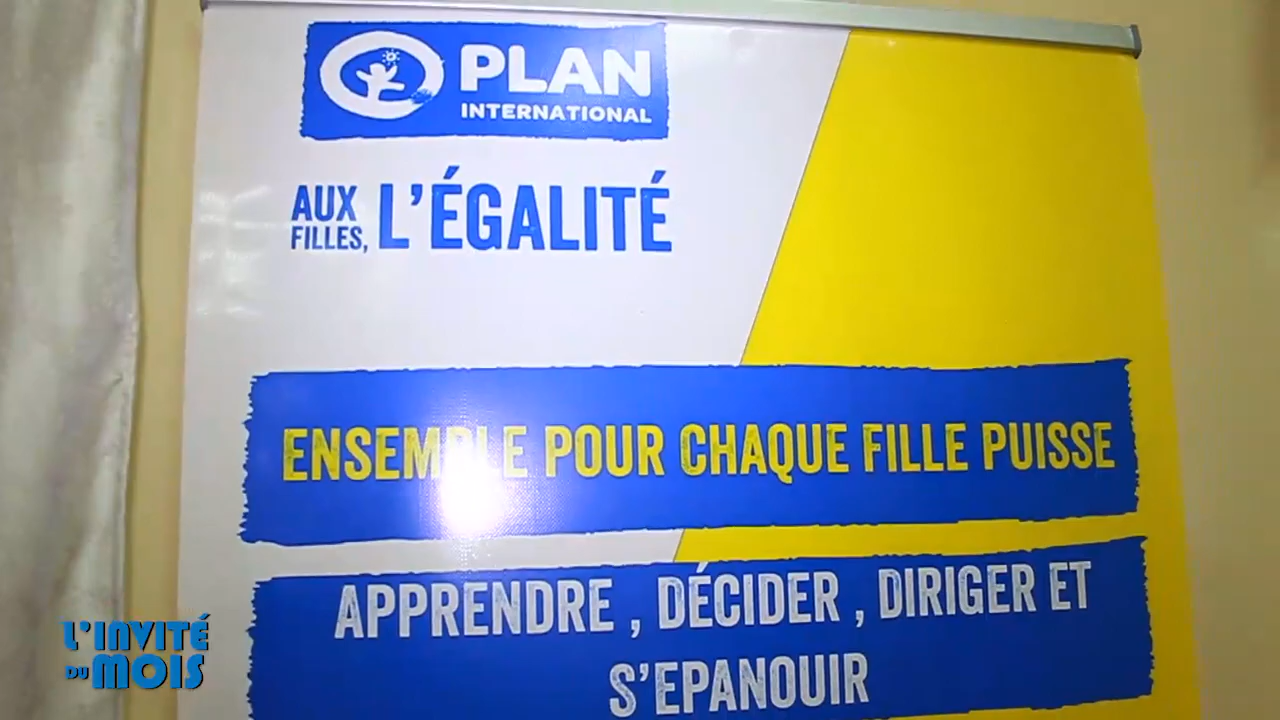 PLAN
INTERNATIONAL
AUX
FILLES, L'ÉGALITÉ
ENSEMBLE POUR CHAQUE FILLE PUISSE
APPRENDRE , DÉCIDER , DIRIGER ET
S'EPANOUIR
L'INVITÉ
DU MOIS